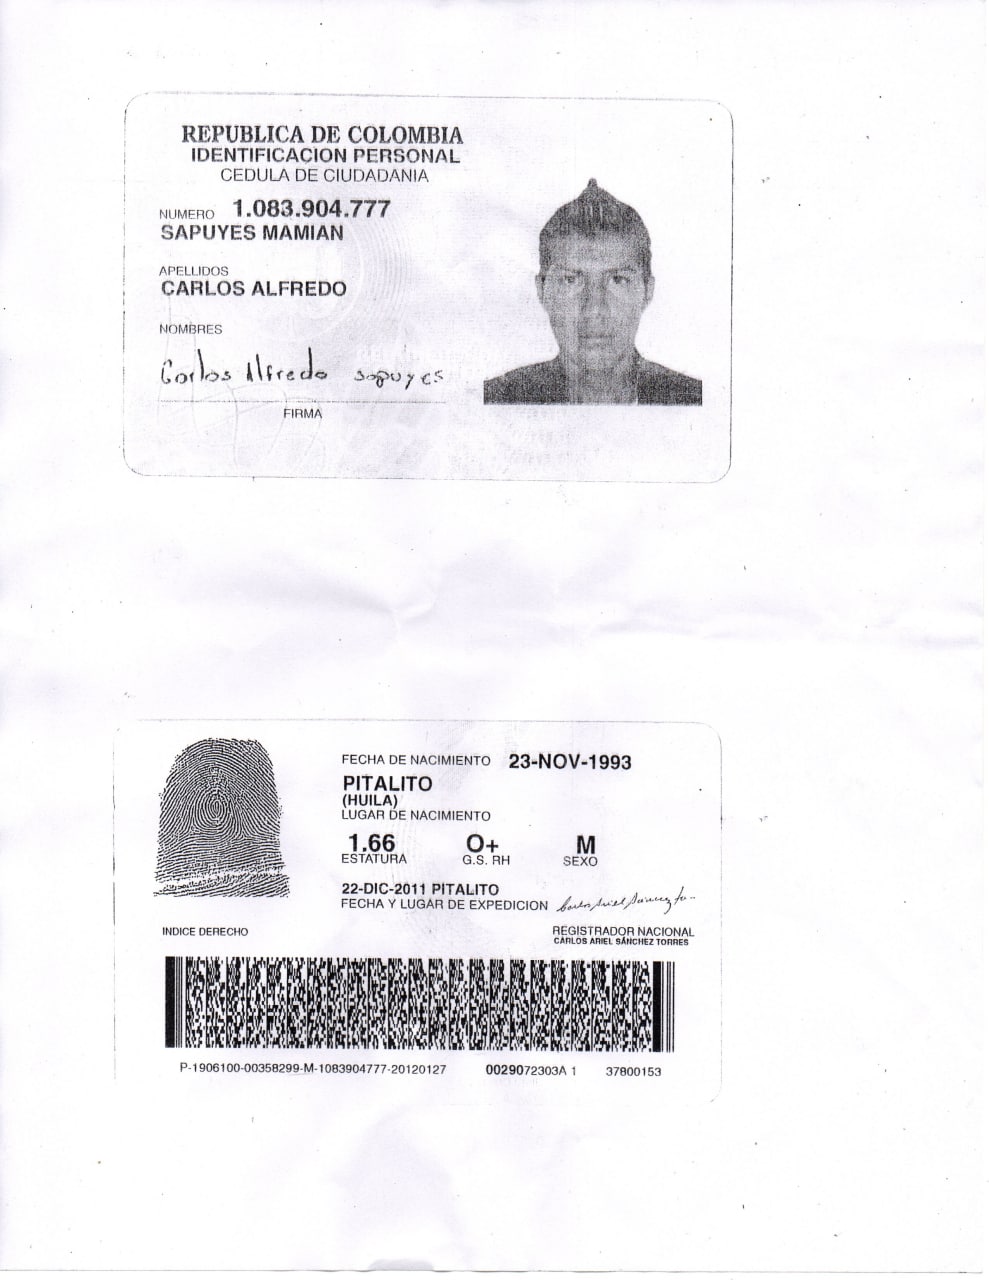 REPUBLICA DE COLOMBIA
IDENTIFICACION PERSONAL
CEDULA DE CIUDADANIA
NUMERO 1.083.904.777
SAPUYES MAMIAN
APELLIDOS
CARLOS ALFREDO
NOMBRES
Carlos Alfredo sapuyes
FIRMA
FECHA DE NACIMIENTO 23-NOV-1993
PITALITO
(HUILA)
LUGAR DE NACIMIENTO
1.66 O+ M
ESTATURA G.S. RH SEXO
22-DIC-2011 PITALITO
FECHA Y LUGAR DE EXPEDICION
INDICE DERECHO
REGISTRADOR NACIONAL
CARLOS ARIEL SÁNCHEZ TORRES
P-1906100-00358299-M-1083904777-20120127 0029072303A 1 37800153